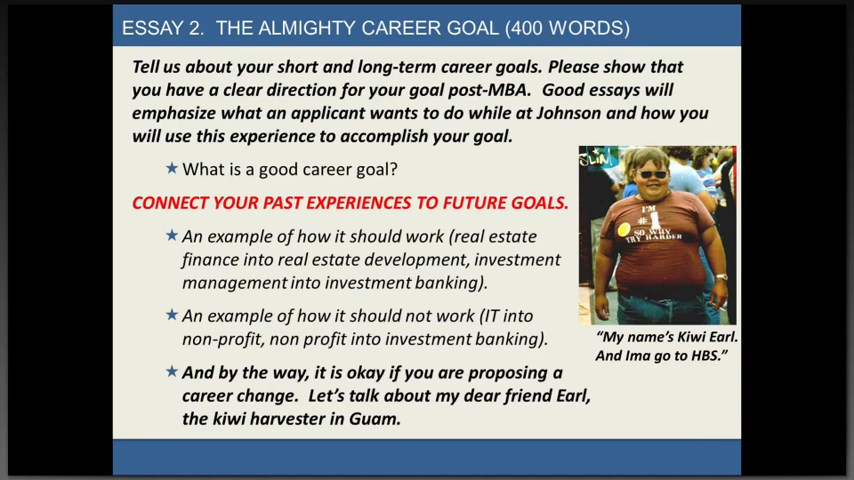 ESSAY 2. THE ALMIGHTY CAREER GOAL (400 WORDS)
Tell us about your short and long-term career goals. Please show that
you have a clear direction for your goal post-MBA. Good essays will
emphasize what an applicant wants to do while at Johnson and how you
will use this experience to accomplish your goal.
★ What is a good career goal?
CONNECT YOUR PAST EXPERIENCES TO FUTURE GOALS.
★ An example of how it should work (real estate
finance into real estate development, investment
management into investment banking).
★ An example of how it should not work (IT into
non-profit, non profit into investment banking).
★ And by the way, it is okay if you are proposing a
career change. Let's talk about my dear friend Earl,
the kiwi harvester in Guam.
SLIM
I'M
#1
SO WHY
TRY HARDER
“My name's Kiwi Earl.
And Ima go to HBS.”